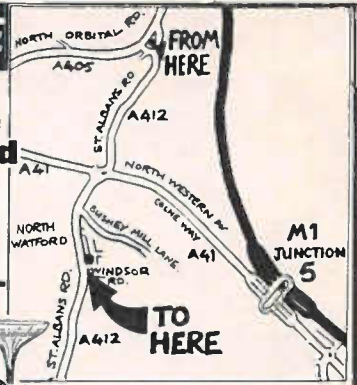 NORTH ORBITAL RD.
A405
FROM
HERE
ST. ALBANS RD
A412
A41
NORTH WESTERN AV
COLNE WAY
A41
M1
JUNCTION
5
NORTH
WATFORD
BUSHEY MILL LANE
WINDSOR
RD.
TO
HERE
ST. ALBANS RD.
A412